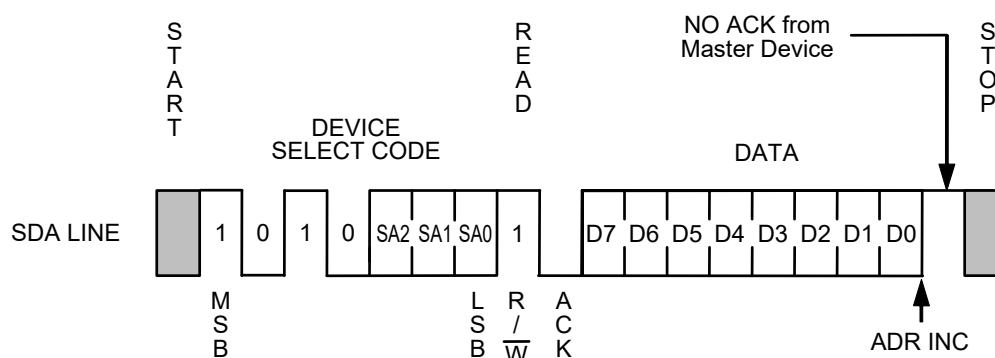 START
READ
NO ACK from
Master Device
STOP
DEVICE
SELECT CODE
DATA
SDA LINE
1 0 1 0 SA2 SA1 SA0 1 D7 D6 D5 D4 D3 D2 D1 D0
MSB
LSB
R/W
ACK
ADR INC